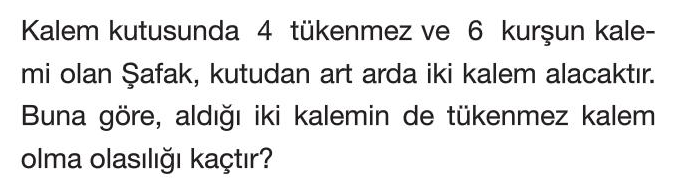 Kalem kutusunda 4 tükenmez ve 6 kurşun kale-
mi olan Şafak, kutudan art arda iki kalem alacaktır.
Buna göre, aldığı iki kalemin de tükenmez kalem
olma olasılığı kaçtır?